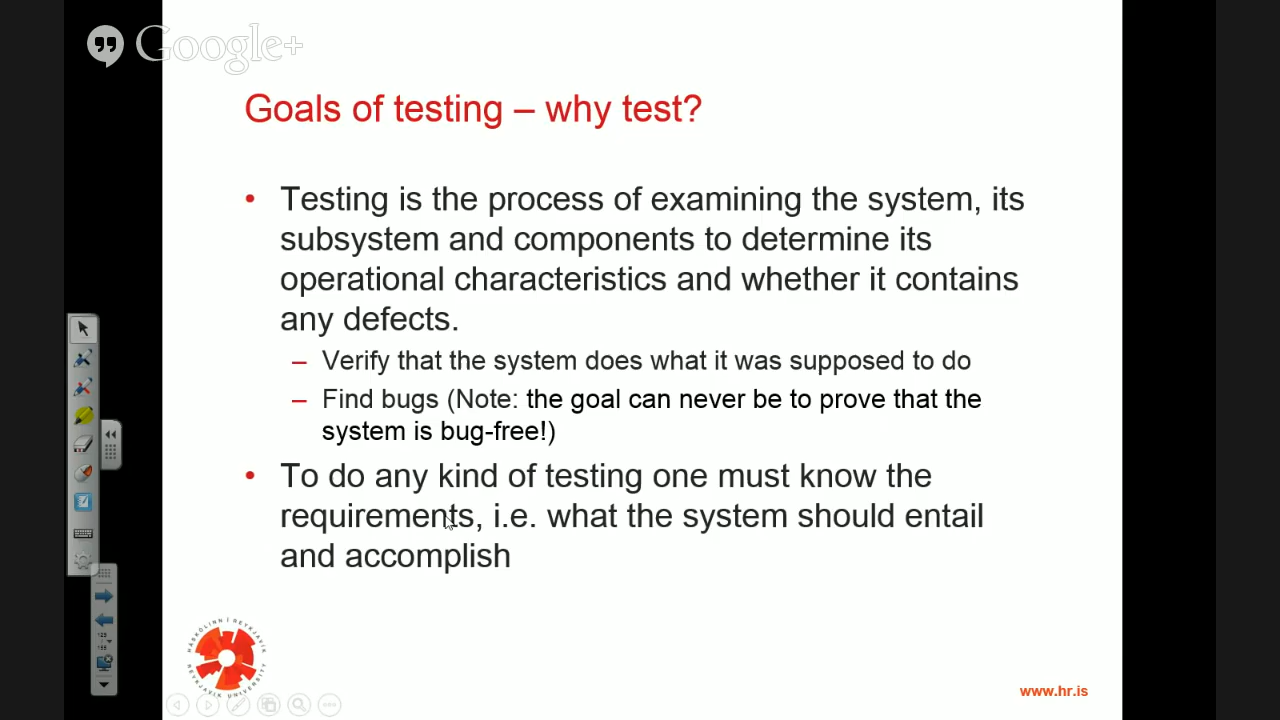 Google+
Goals of testing – why test?
• Testing is the process of examining the system, its
subsystem and components to determine its
operational characteristics and whether it contains
any defects.
– Verify that the system does what it was supposed to do
– Find bugs (Note: the goal can never be to prove that the
system is bug-free!)
• To do any kind of testing one must know the
requirements, i.e. what the system should entail
and accomplish
HÁSKÓLINN Í REYKJAVÍK
REYKJAVIK UNIVERSITY
www.hr.is